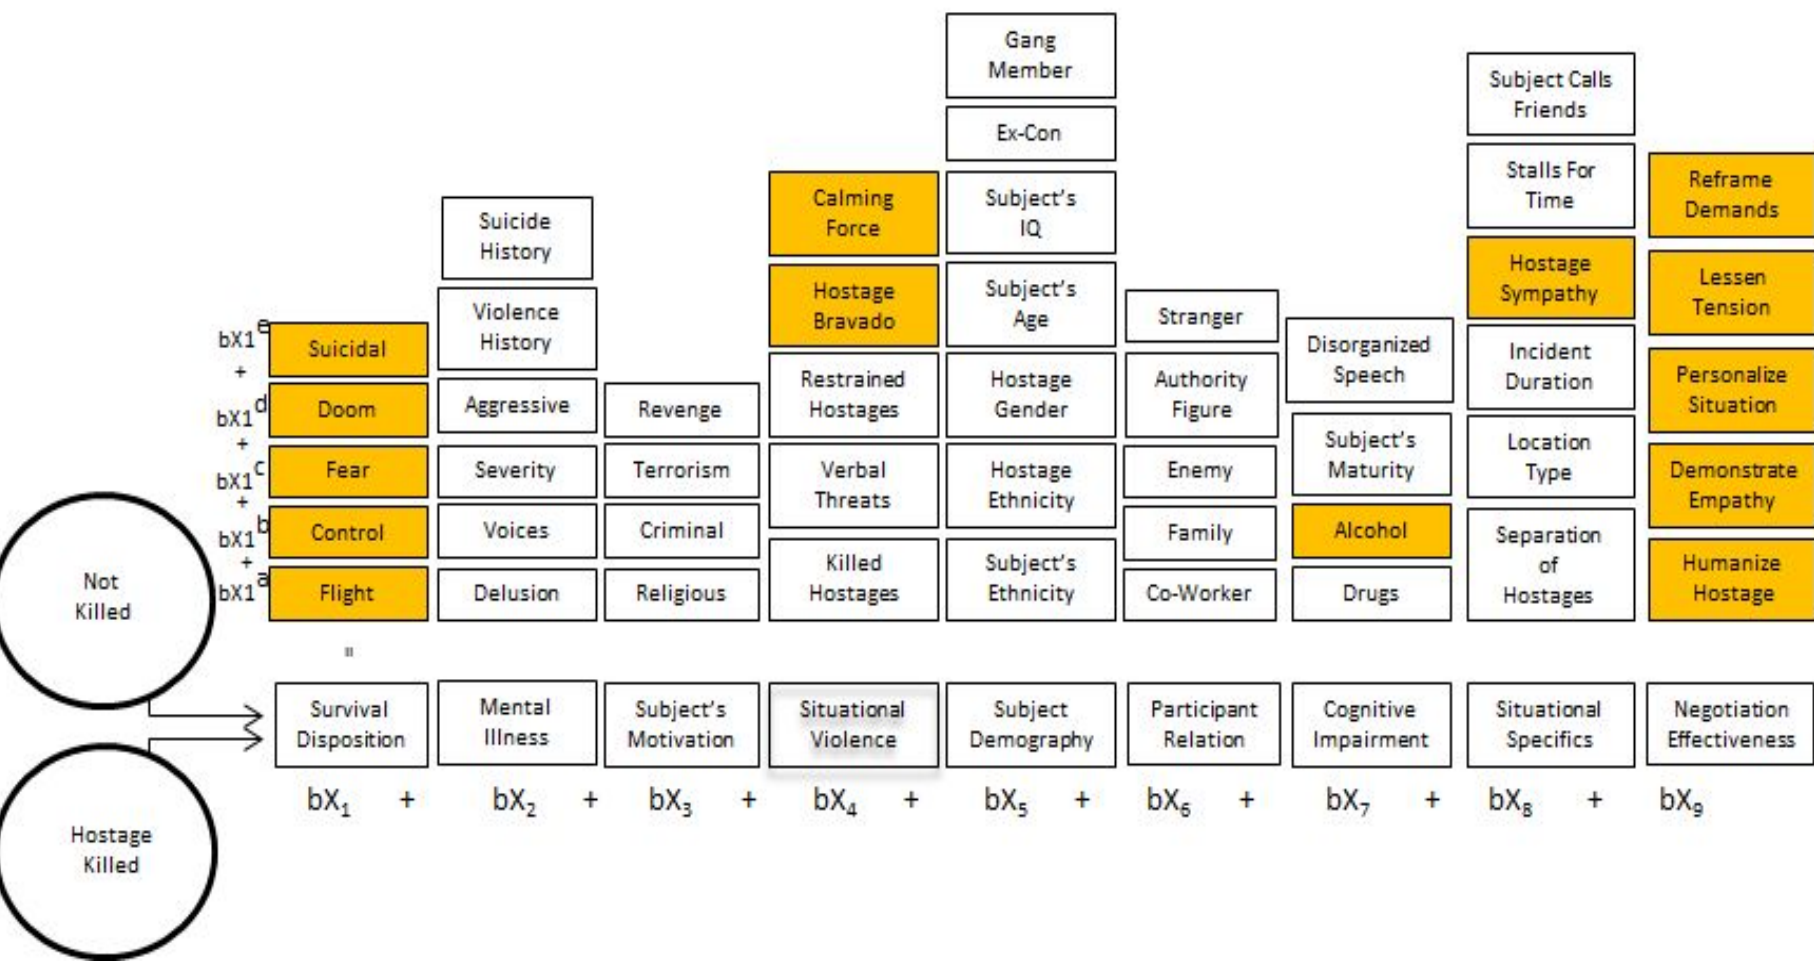 Gang
Member
Subject Calls
Friends
Ex-Con
Stalls For
Time
Reframe
Demands
Calming
Force
Subject's
IQ
Suicide
History
Hostage
Sympathy
Lessen
Tension
Hostage
Bravado
Subject's
Age
Violence
History
Stranger
bX1e
+
Suicidal
Disorganized
Speech
Incident
Duration
Personalize
Situation
Restrained
Hostages
Hostage
Gender
Authority
Figure
bX1d
+
Doom
Aggressive
Revenge
Subject's
Maturity
Location
Type
Demonstrate
Empathy
bX1c
+
Fear
Severity
Terrorism
Verbal
Threats
Hostage
Ethnicity
Enemy
bX1b
+
Control
Voices
Criminal
Family
Alcohol
Separation
of
Hostages
Killed
Hostages
Subject's
Ethnicity
Humanize
Hostage
bX1a
Flight
Delusion
Religious
Co-Worker
Drugs
Not
Killed
=
Survival
Disposition
Mental
Illness
Subject's
Motivation
Situational
Violence
Subject
Demography
Participant
Relation
Cognitive
Impairment
Situational
Specifics
Negotiation
Effectiveness
bX1 + bX2 + bX3 + bX4 + bX5 + bX6 + bX7 + bX8 + bX9
Hostage
Killed